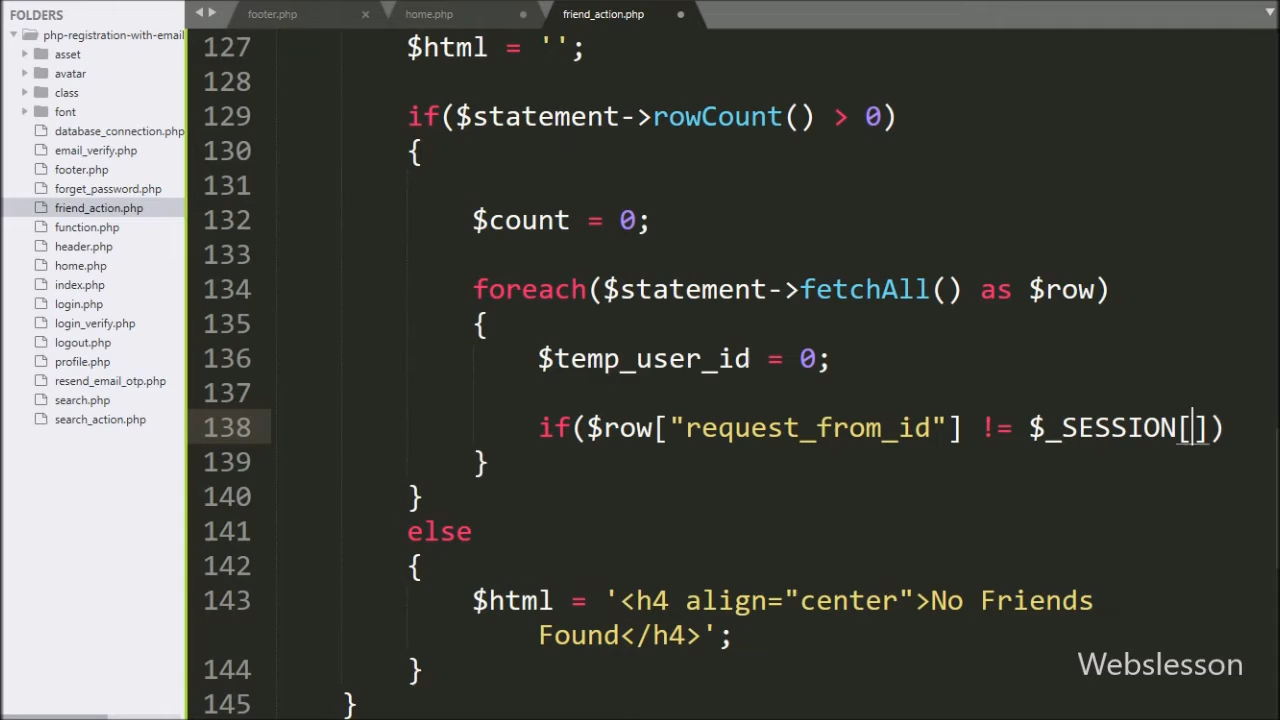 FOLDERS
php-registration-with-email
asset
avatar
class
font
database_connection.php
email_verify.php
footer.php
forget_password.php
friend_action.php
function.php
header.php
home.php
index.php
login.php
login_verify.php
logout.php
profile.php
resend_email_otp.php
search.php
search_action.php
footer.php
home.php
friend_action.php
127 $html = '';
128
129 if($statement->rowCount() > 0)
130 {
131
132 $count = 0;
133
134 foreach($statement->fetchAll() as $row)
135 {
136 $temp_user_id = 0;
137
138 if($row["request_from_id"] != $_SESSION[])
139 }
140 }
141 else
142 {
143 $html = '<h4 align="center">No Friends
Found</h4>';
144 }
145 }
Webslesson